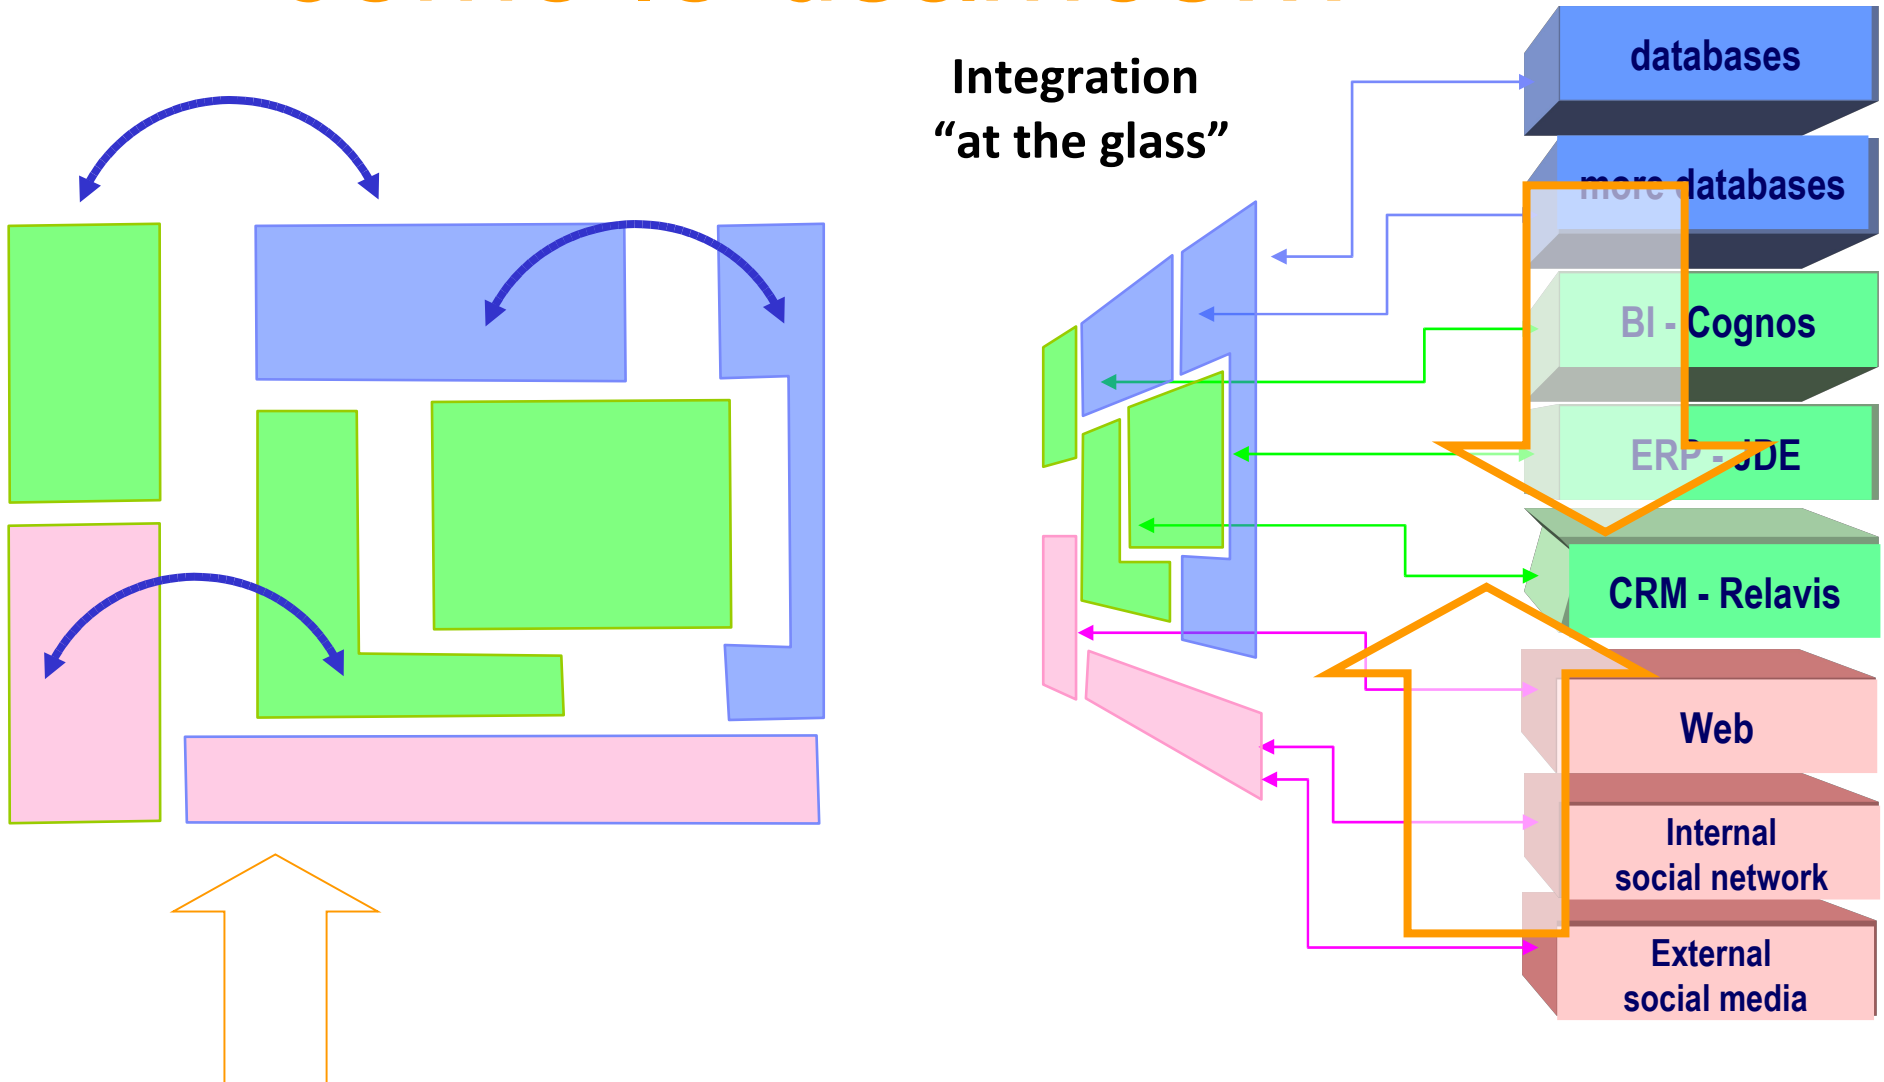 Integration
“at the glass”
databases
more databases
BI - Cognos
ERP - JDE
CRM - Relavis
Web
Internal
social network
External
social media